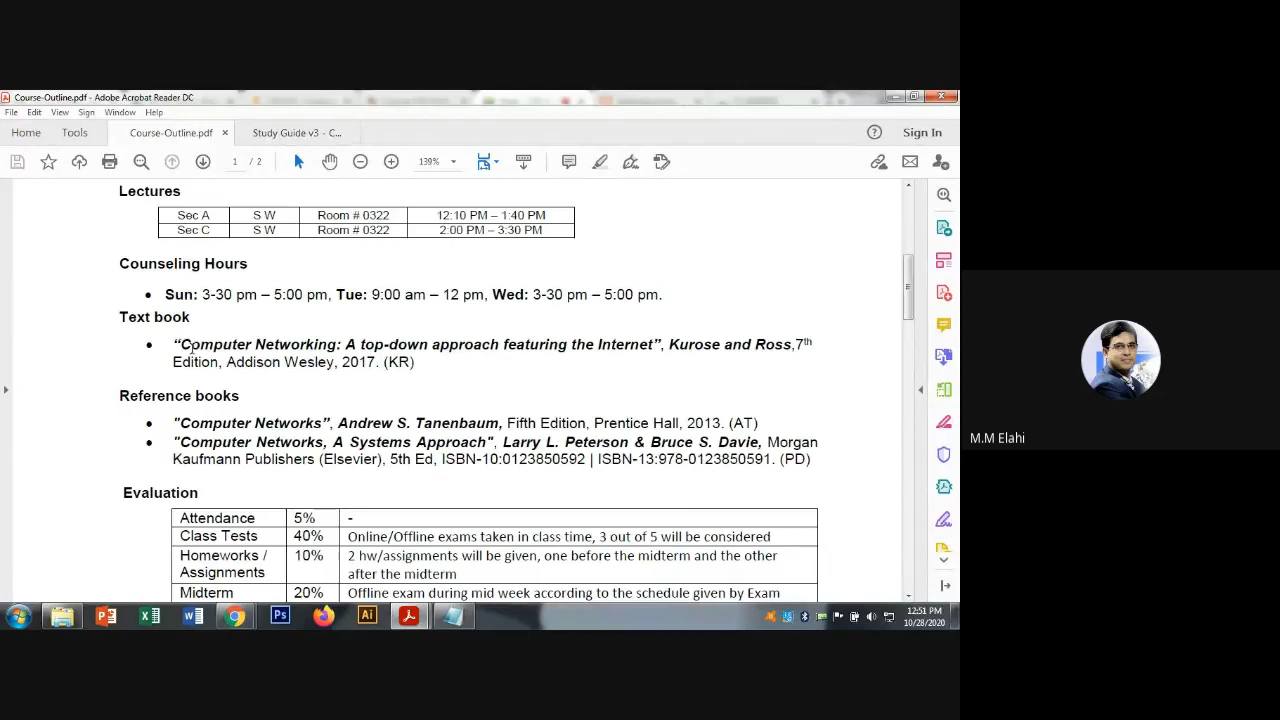 Course-Outline.pdf - Adobe Acrobat Reader DC
File Edit View Sign Window Help
Home Tools Course-Outline.pdf × Study Guide v3 - C... Sign In
1 / 2 139%
Lectures
Sec A S W Room # 0322 12:10 PM – 1:40 PM
Sec C S W Room # 0322 2:00 PM – 3:30 PM
Counseling Hours
• Sun: 3-30 pm – 5:00 pm, Tue: 9:00 am – 12 pm, Wed: 3-30 pm – 5:00 pm.
Text book
• “Computer Networking: A top-down approach featuring the Internet”, Kurose and Ross,7th
Edition, Addison Wesley, 2017. (KR)
Reference books
• "Computer Networks”, Andrew S. Tanenbaum, Fifth Edition, Prentice Hall, 2013. (AT)
• "Computer Networks, A Systems Approach", Larry L. Peterson & Bruce S. Davie, Morgan
Kaufmann Publishers (Elsevier), 5th Ed, ISBN-10:0123850592 | ISBN-13:978-0123850591. (PD)
Evaluation
Attendance 5% -
Class Tests 40% Online/Offline exams taken in class time, 3 out of 5 will be considered
Homeworks / 10% 2 hw/assignments will be given, one before the midterm and the other
Assignments after the midterm
Midterm 20% Offline exam during mid week according to the schedule given by Exam
Ps Ai
12:51 PM
10/28/2020
M.M Elahi